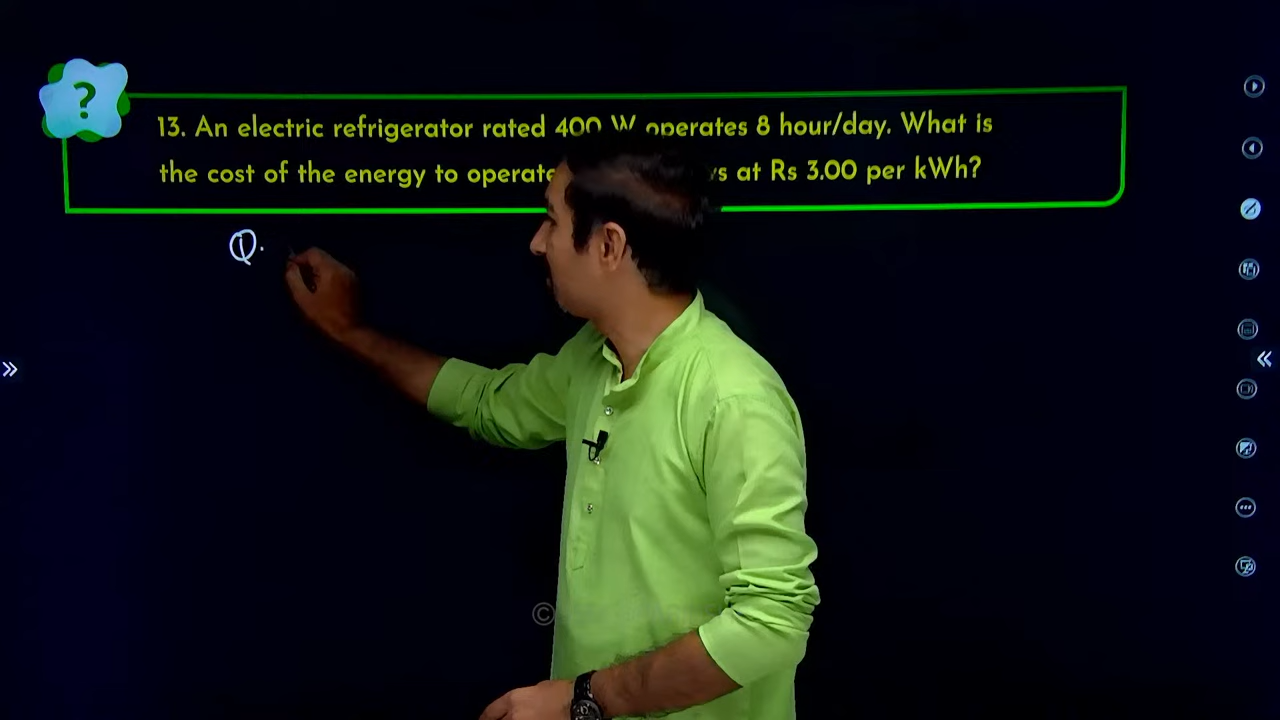 ?
13. An electric refrigerator rated 400 W operates 8 hour/day. What is
the cost of the energy to operate at Rs 3.00 per kWh?
Q.
©